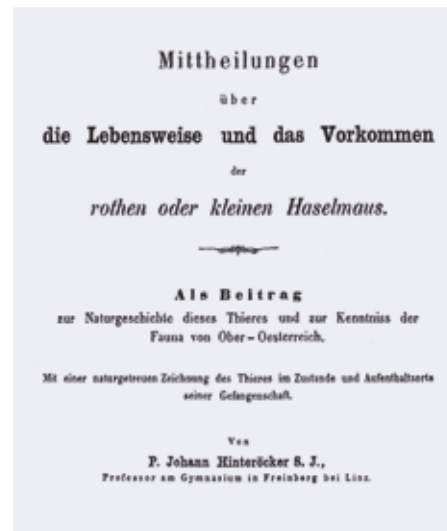 Mittheilungen
über
die Lebensweise und das Vorkommen
der
rothen oder kleinen Haselmaus.
Als Beitrag
zur Naturgeschichte dieses Thieres und zur Kenntniss der
Fauna von Ober-Oesterreich.
Mit einer naturgetreuen Zeichnung des Thieres im Zustande und Aufenthaltsorte
seiner Gefangenschaft.
Von
P. Johann Hinteröcker S. J.,
Professor am Gymnasium in Freinberg bei Linz.